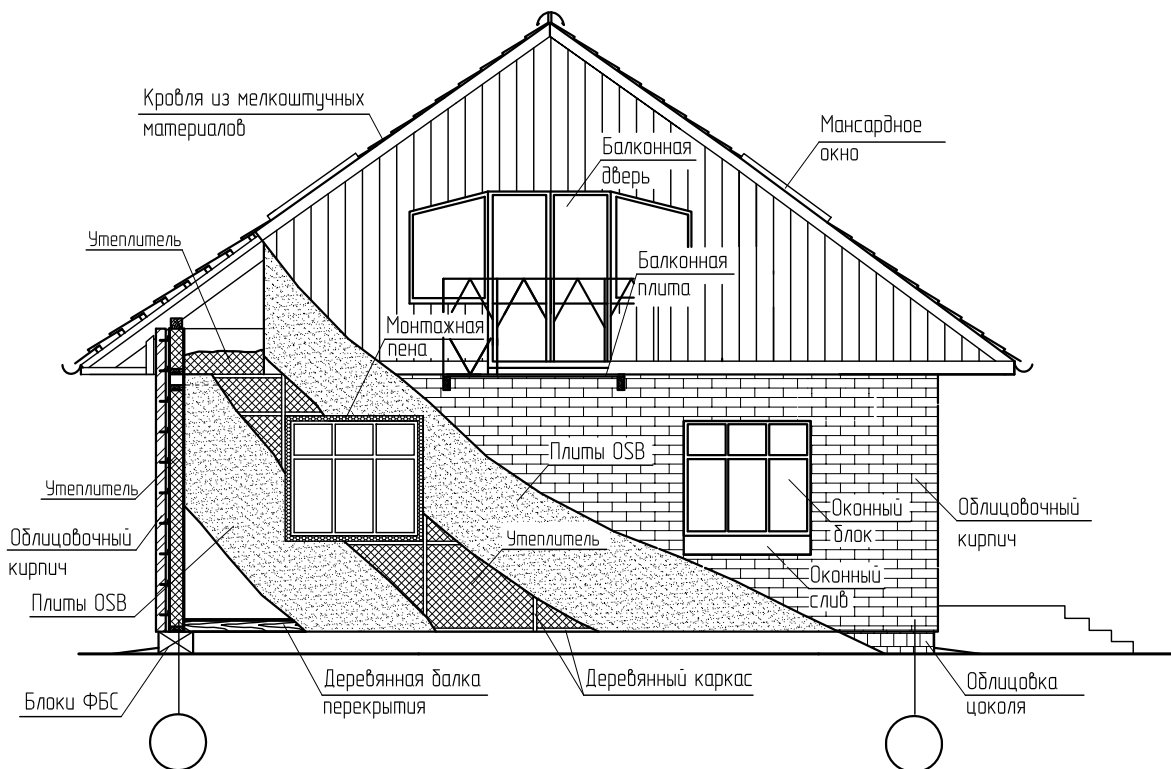 Кровля из мелкоштучных
материалов
Мансардное
окно
Балконная
дверь
Утеплитель
Балконная
плита
Монтажная
пена
Плиты OSB
Утеплитель
Облицовочный
кирпич
Оконный
блок
Облицовочный
кирпич
Утеплитель
Оконный
слив
Плиты OSB
Блоки ФБС
Деревянная балка
перекрытия
Деревянный каркас
Облицовка
цоколя